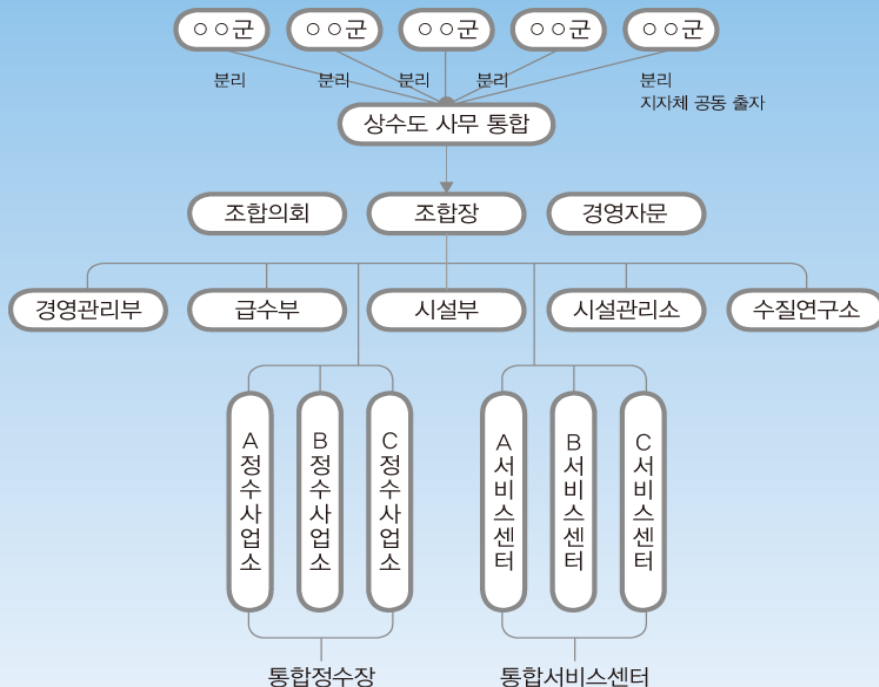 ○○군 ○○군 ○○군 ○○군 ○○군
분리 분리 분리 분리 분리
지자체 공동 출자
상수도 사무 통합
조합의회 조합장 경영자문
경영관리부 급수부 시설부 시설관리소 수질연구소
A정수사업소 B정수사업소 C정수사업소 A서비스센터 B서비스센터 C서비스센터
통합정수장 통합서비스센터